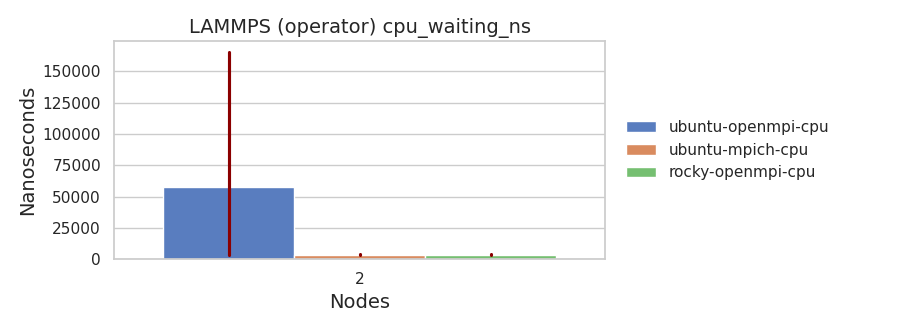 LAMMPS (operator) cpu_waiting_ns
Nanoseconds
150000
125000
100000
75000
50000
25000
0
2
Nodes
ubuntu-openmpi-cpu
ubuntu-mpich-cpu
rocky-openmpi-cpu